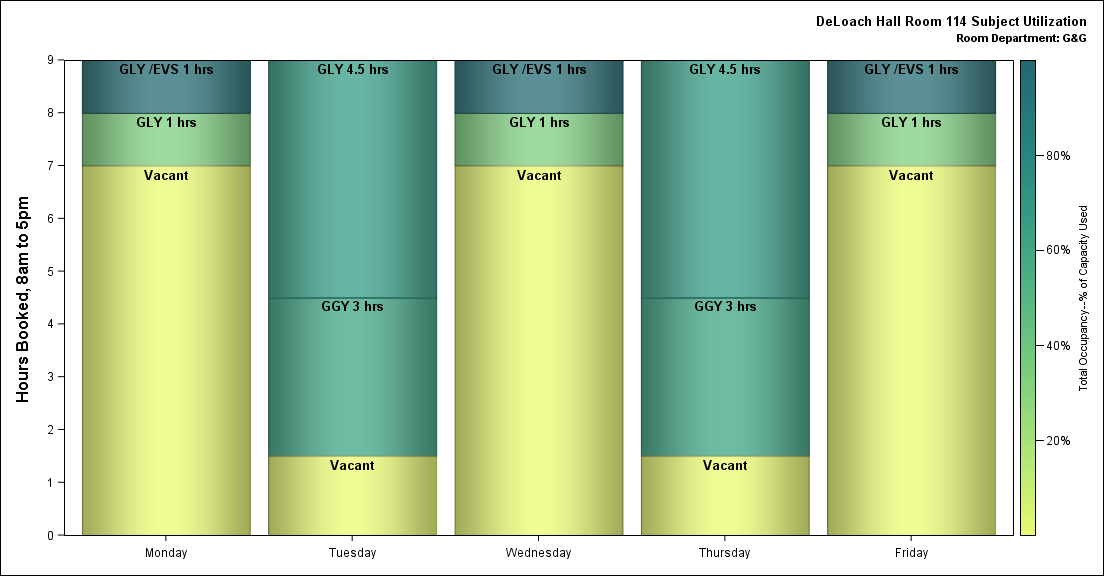 DeLoach Hall Room 114 Subject Utilization
Room Department: G&G
Hours Booked, 8am to 5pm
9
8
7
6
5
4
3
2
1
0
GLY /EVS 1 hrs
GLY 1 hrs
Vacant
GLY 4.5 hrs
GGY 3 hrs
Vacant
GLY /EVS 1 hrs
GLY 1 hrs
Vacant
GLY 4.5 hrs
GGY 3 hrs
Vacant
GLY /EVS 1 hrs
GLY 1 hrs
Vacant
Monday
Tuesday
Wednesday
Thursday
Friday
80%
60%
40%
20%
Total Occupancy--% of Capacity Used